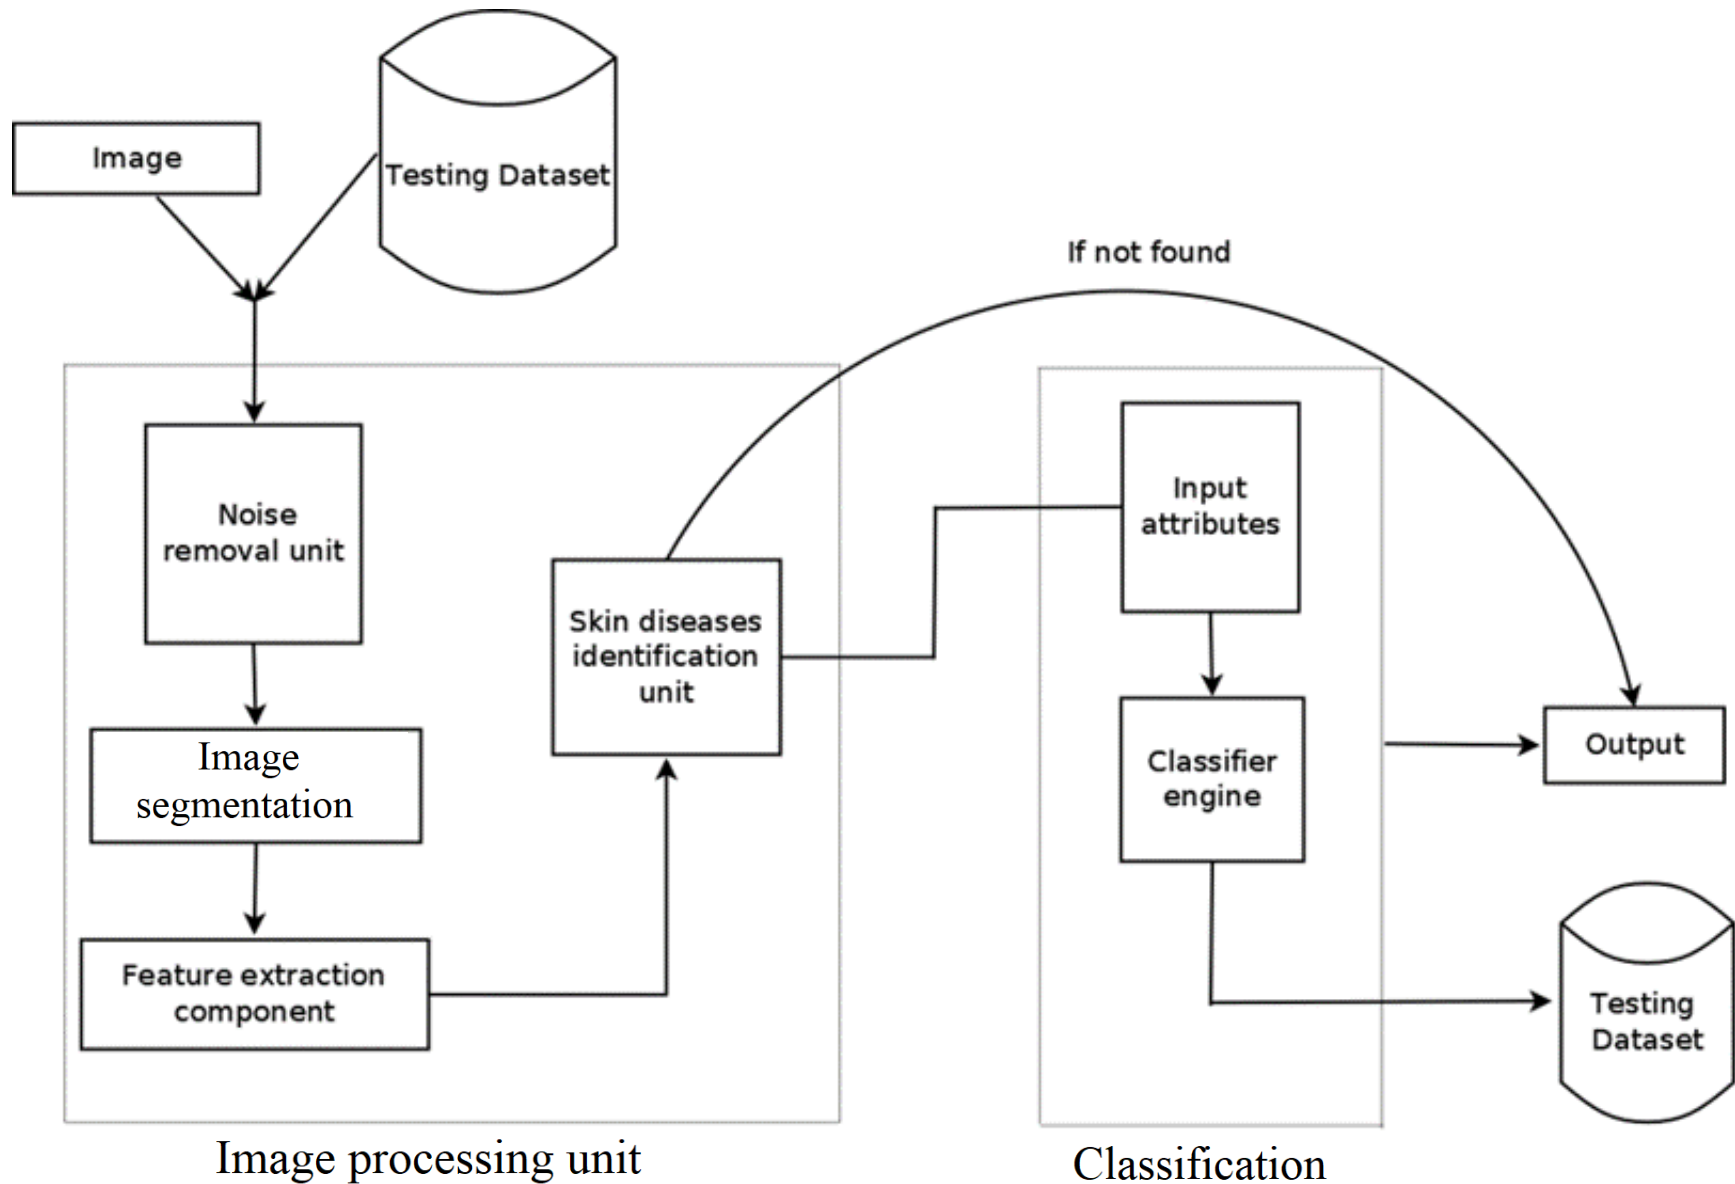 Image
Testing Dataset
If not found
Noise
removal unit
Input
attributes
Skin diseases
identification
unit
Image
segmentation
Classifier
engine
Output
Feature extraction
component
Testing
Dataset
Image processing unit
Classification